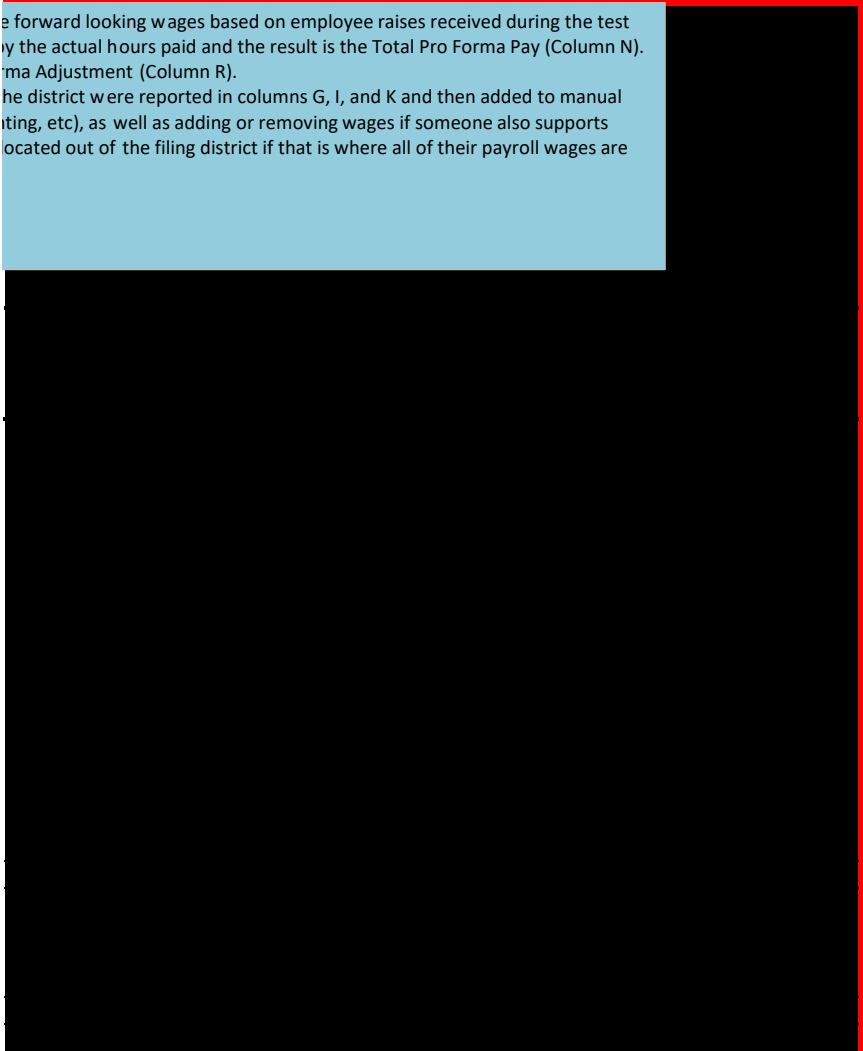 e forward looking wages based on employee raises received during the test
by the actual hours paid and the result is the Total Pro Forma Pay (Column N).
rma Adjustment (Column R).
he district were reported in columns G, I, and K and then added to manual
ting, etc), as well as adding or removing wages if someone also supports
located out of the filing district if that is where all of their payroll wages are